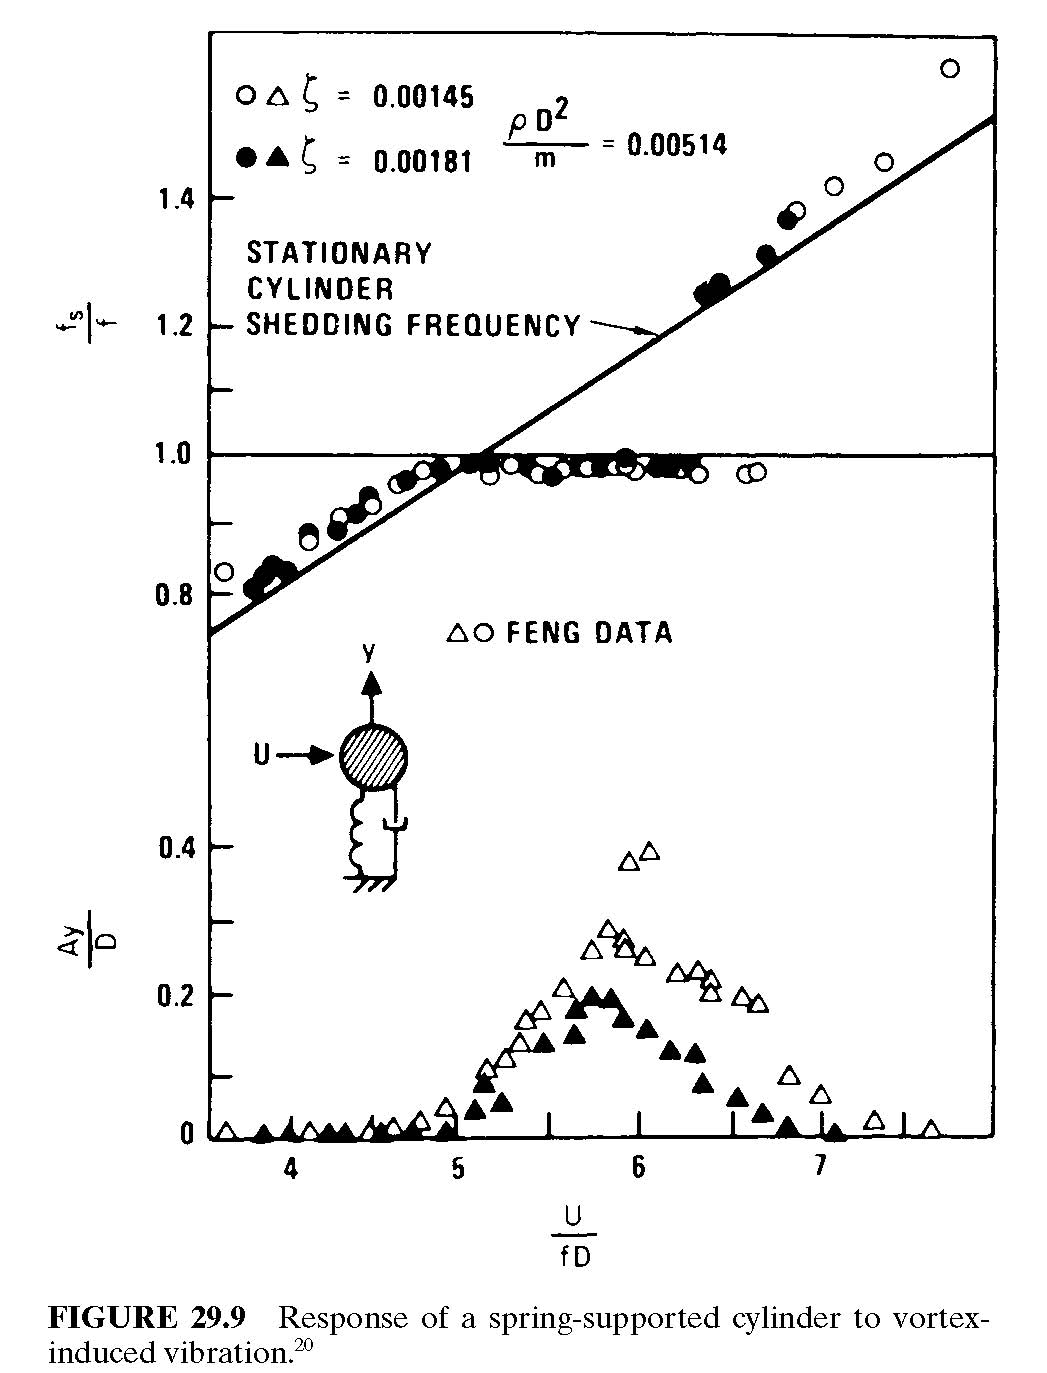 ○ △ ζ = 0.00145
● ▲ ζ = 0.00181
ρ D²
m
= 0.00514
1.4
STATIONARY
CYLINDER
SHEDDING FREQUENCY
fs
f
1.2
1.0
0.8
△○ FENG DATA
y
U
0.4
Ay
D
0.2
0
4 5 6 7
U
fD
FIGURE 29.9 Response of a spring-supported cylinder to vortex-
induced vibration.²⁰